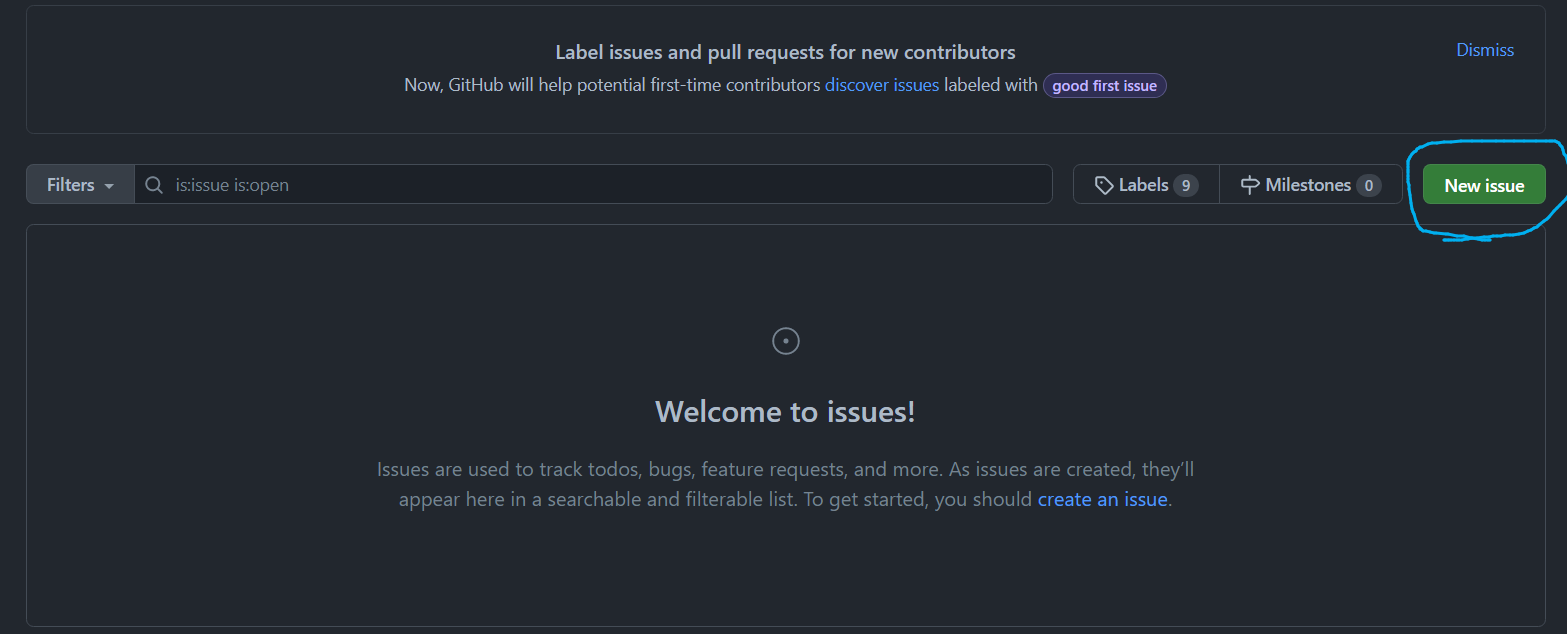 Label issues and pull requests for new contributors
Dismiss
Now, GitHub will help potential first-time contributors discover issues labeled with good first issue
Filters is:issue is:open Labels 9 Milestones 0 New issue
Welcome to issues!
Issues are used to track todos, bugs, feature requests, and more. As issues are created, they’ll
appear here in a searchable and filterable list. To get started, you should create an issue.